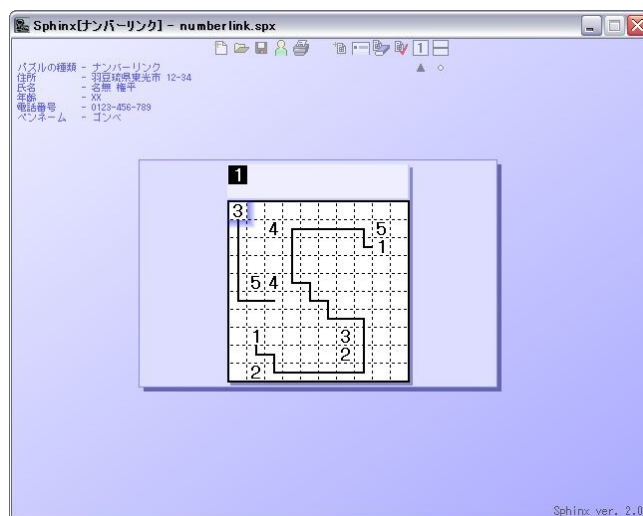 Sphinx[ナンバーリンク] - numberlink.spx
1
パズルの種類 - ナンバーリンク
住所 - 羽豆琉県東光市 12-34
氏名 - 名無 権平
年齢 - XX
電話番号 - 0123-456-789
ペンネーム - ゴンベ
1
3
4 5
1
5 4
1 3
2
2
Sphinx ver. 2.0